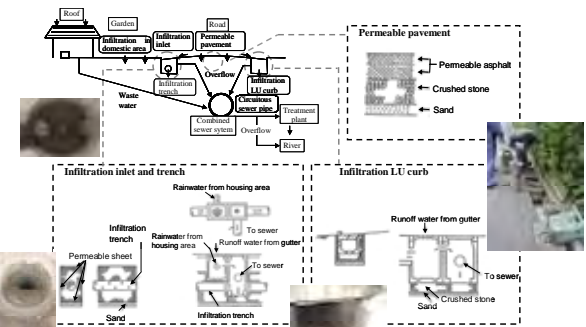 Roof
Garden
Road
Infiltration in
domestic area
Infiltration
inlet
Permeable
pavement
Overflow
Infiltration
trench
Infiltration
LU curb
Waste
water
Circuitous
sewer pipe
Combined
sewer sytem
Treatment
plant
Overflow
River
Permeable pavement
Permeable asphalt
Crushed stone
Sand
Infiltration inlet and trench
Rainwater from housing area
To sewer
Infiltration
trench
Rainwater from
housing area
Runoff water from gutter
Permeable sheet
To sewer
Sand
Infiltration trench
Infiltration LU curb
Runoff water from gutter
To sewer
Crushed stone
Sand